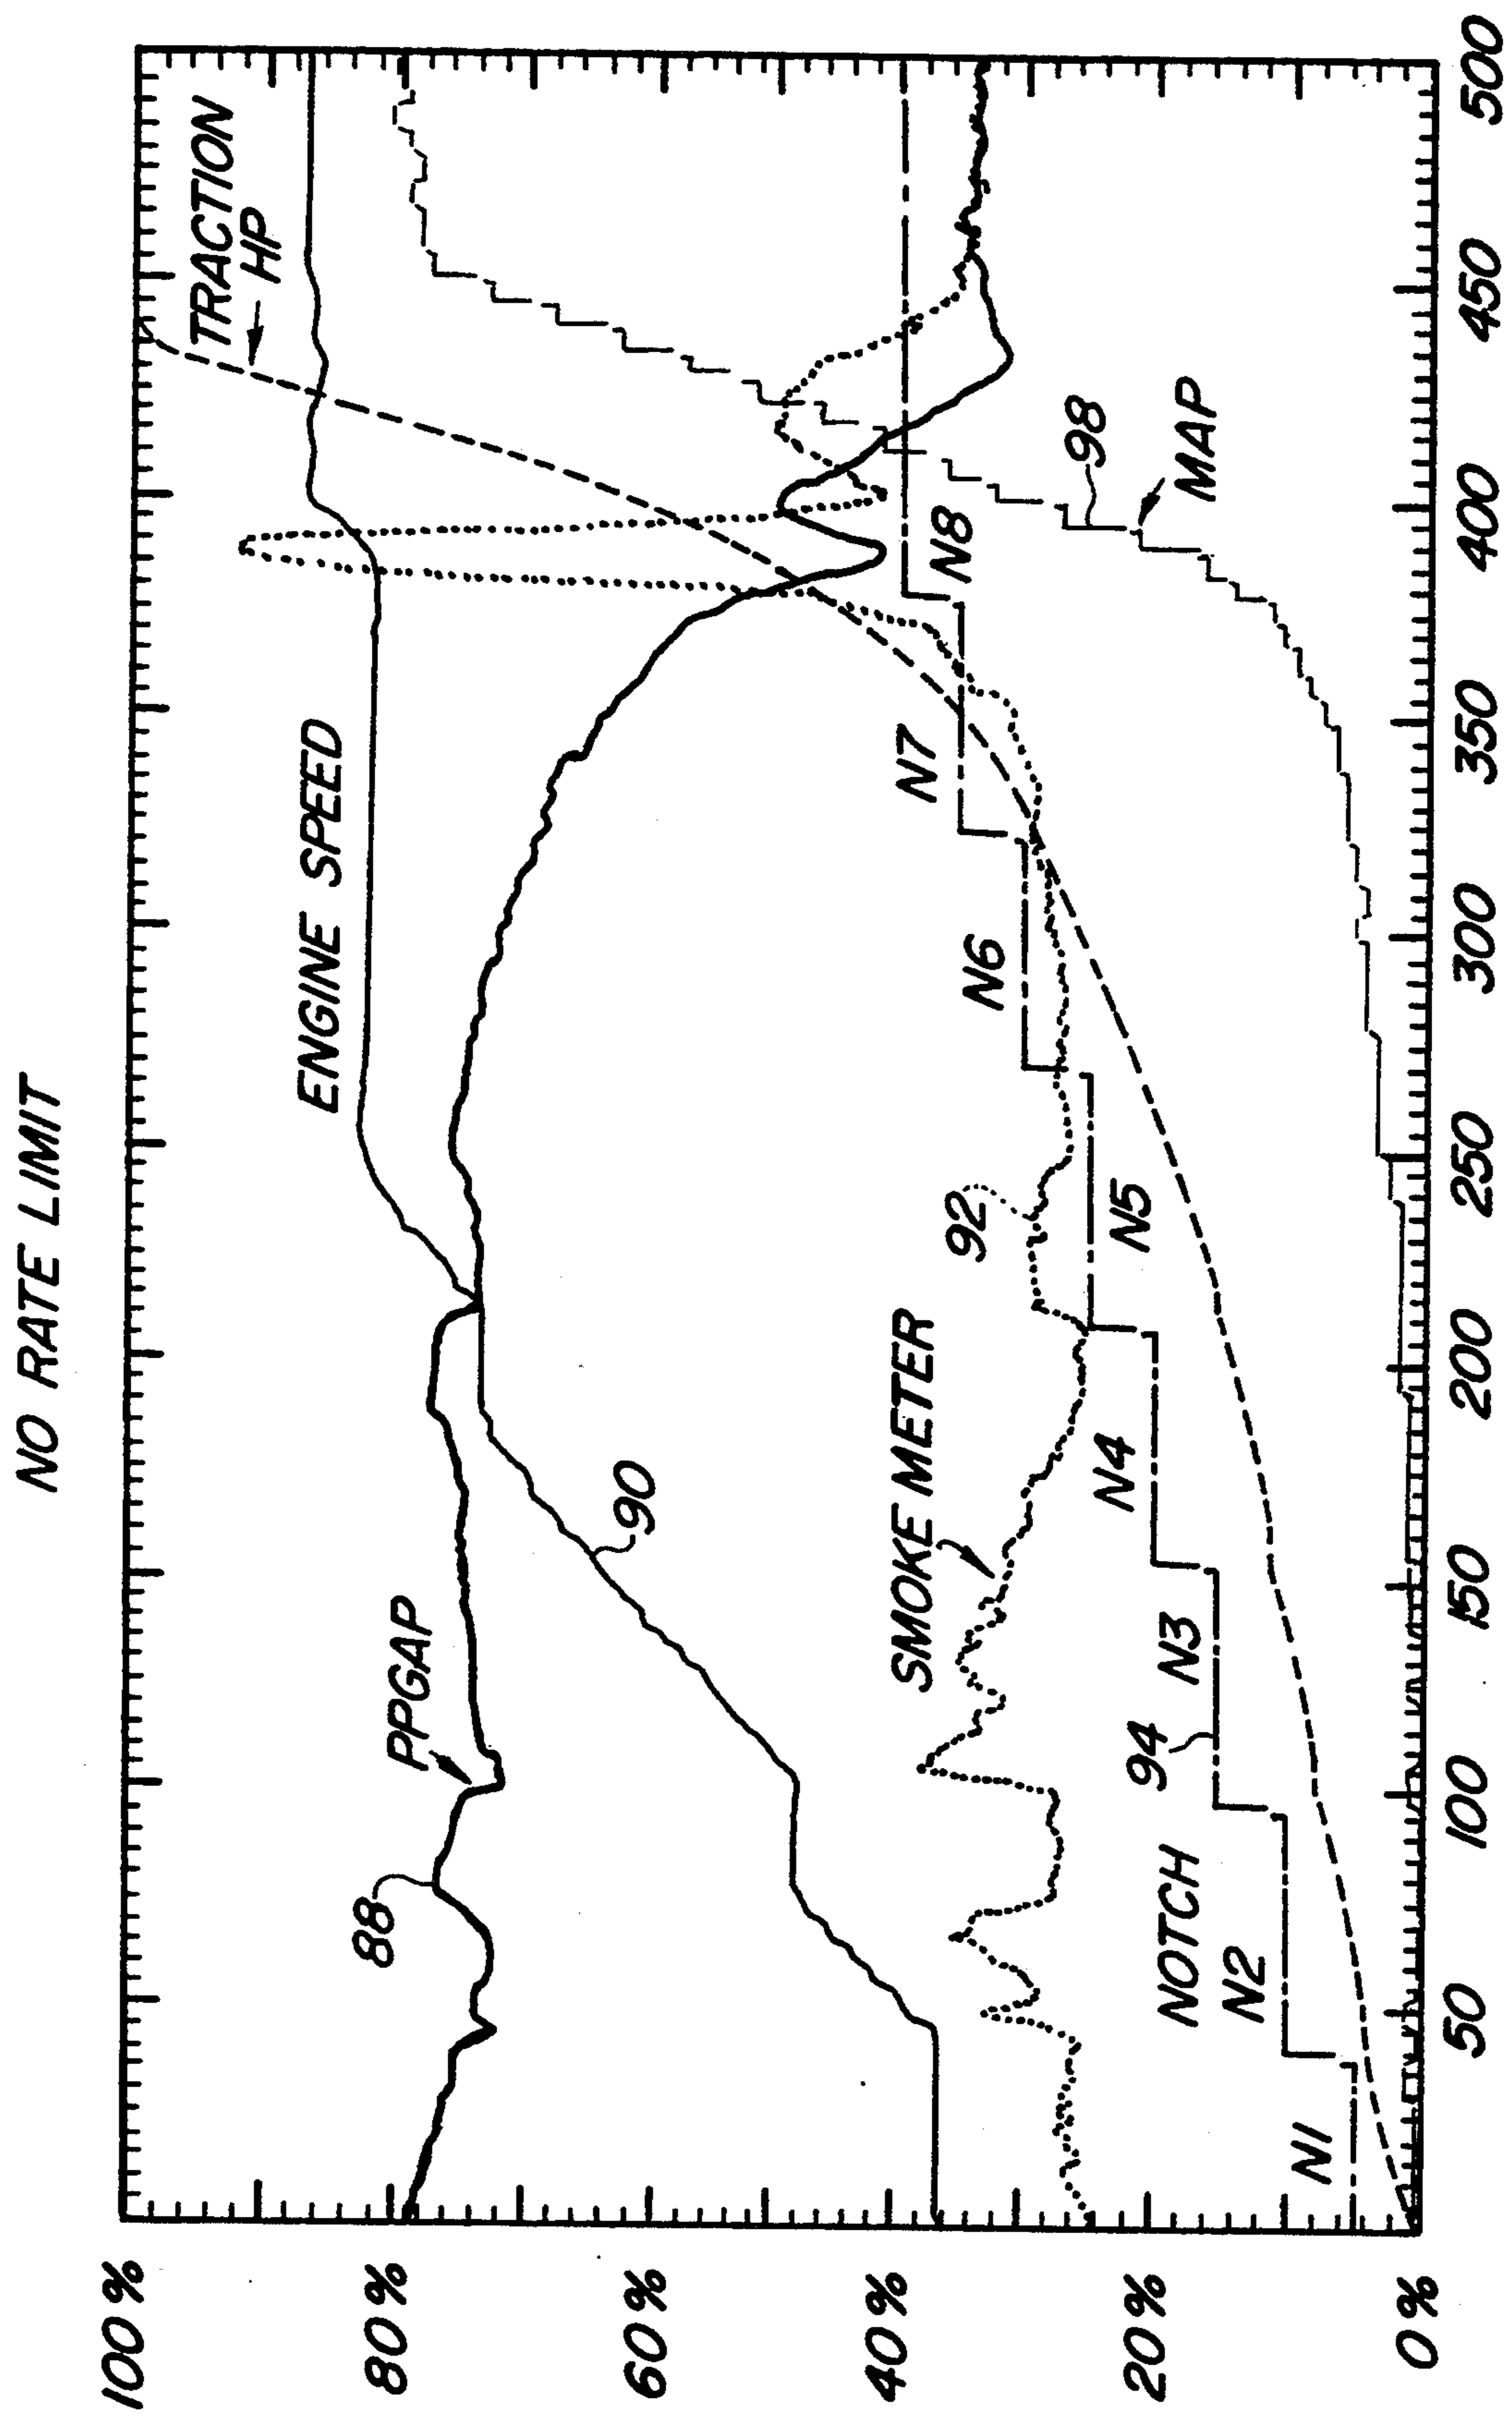 NO RATE LIMIT
100%
80%
60%
40%
20%
0%
50
100
150
200
250
300
350
400
450
500
TRACTION
HP
ENGINE SPEED
PPGAP
88
90
SMOKE METER
92
NOTCH
94
N1
N2
N3
N4
N5
N6
N7
N8
98
MAP